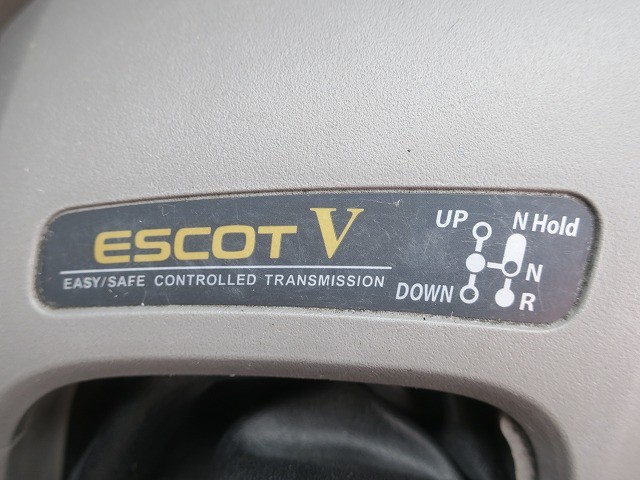 ESCOT V
EASY/SAFE CONTROLLED TRANSMISSION
UP N Hold
N
DOWN R